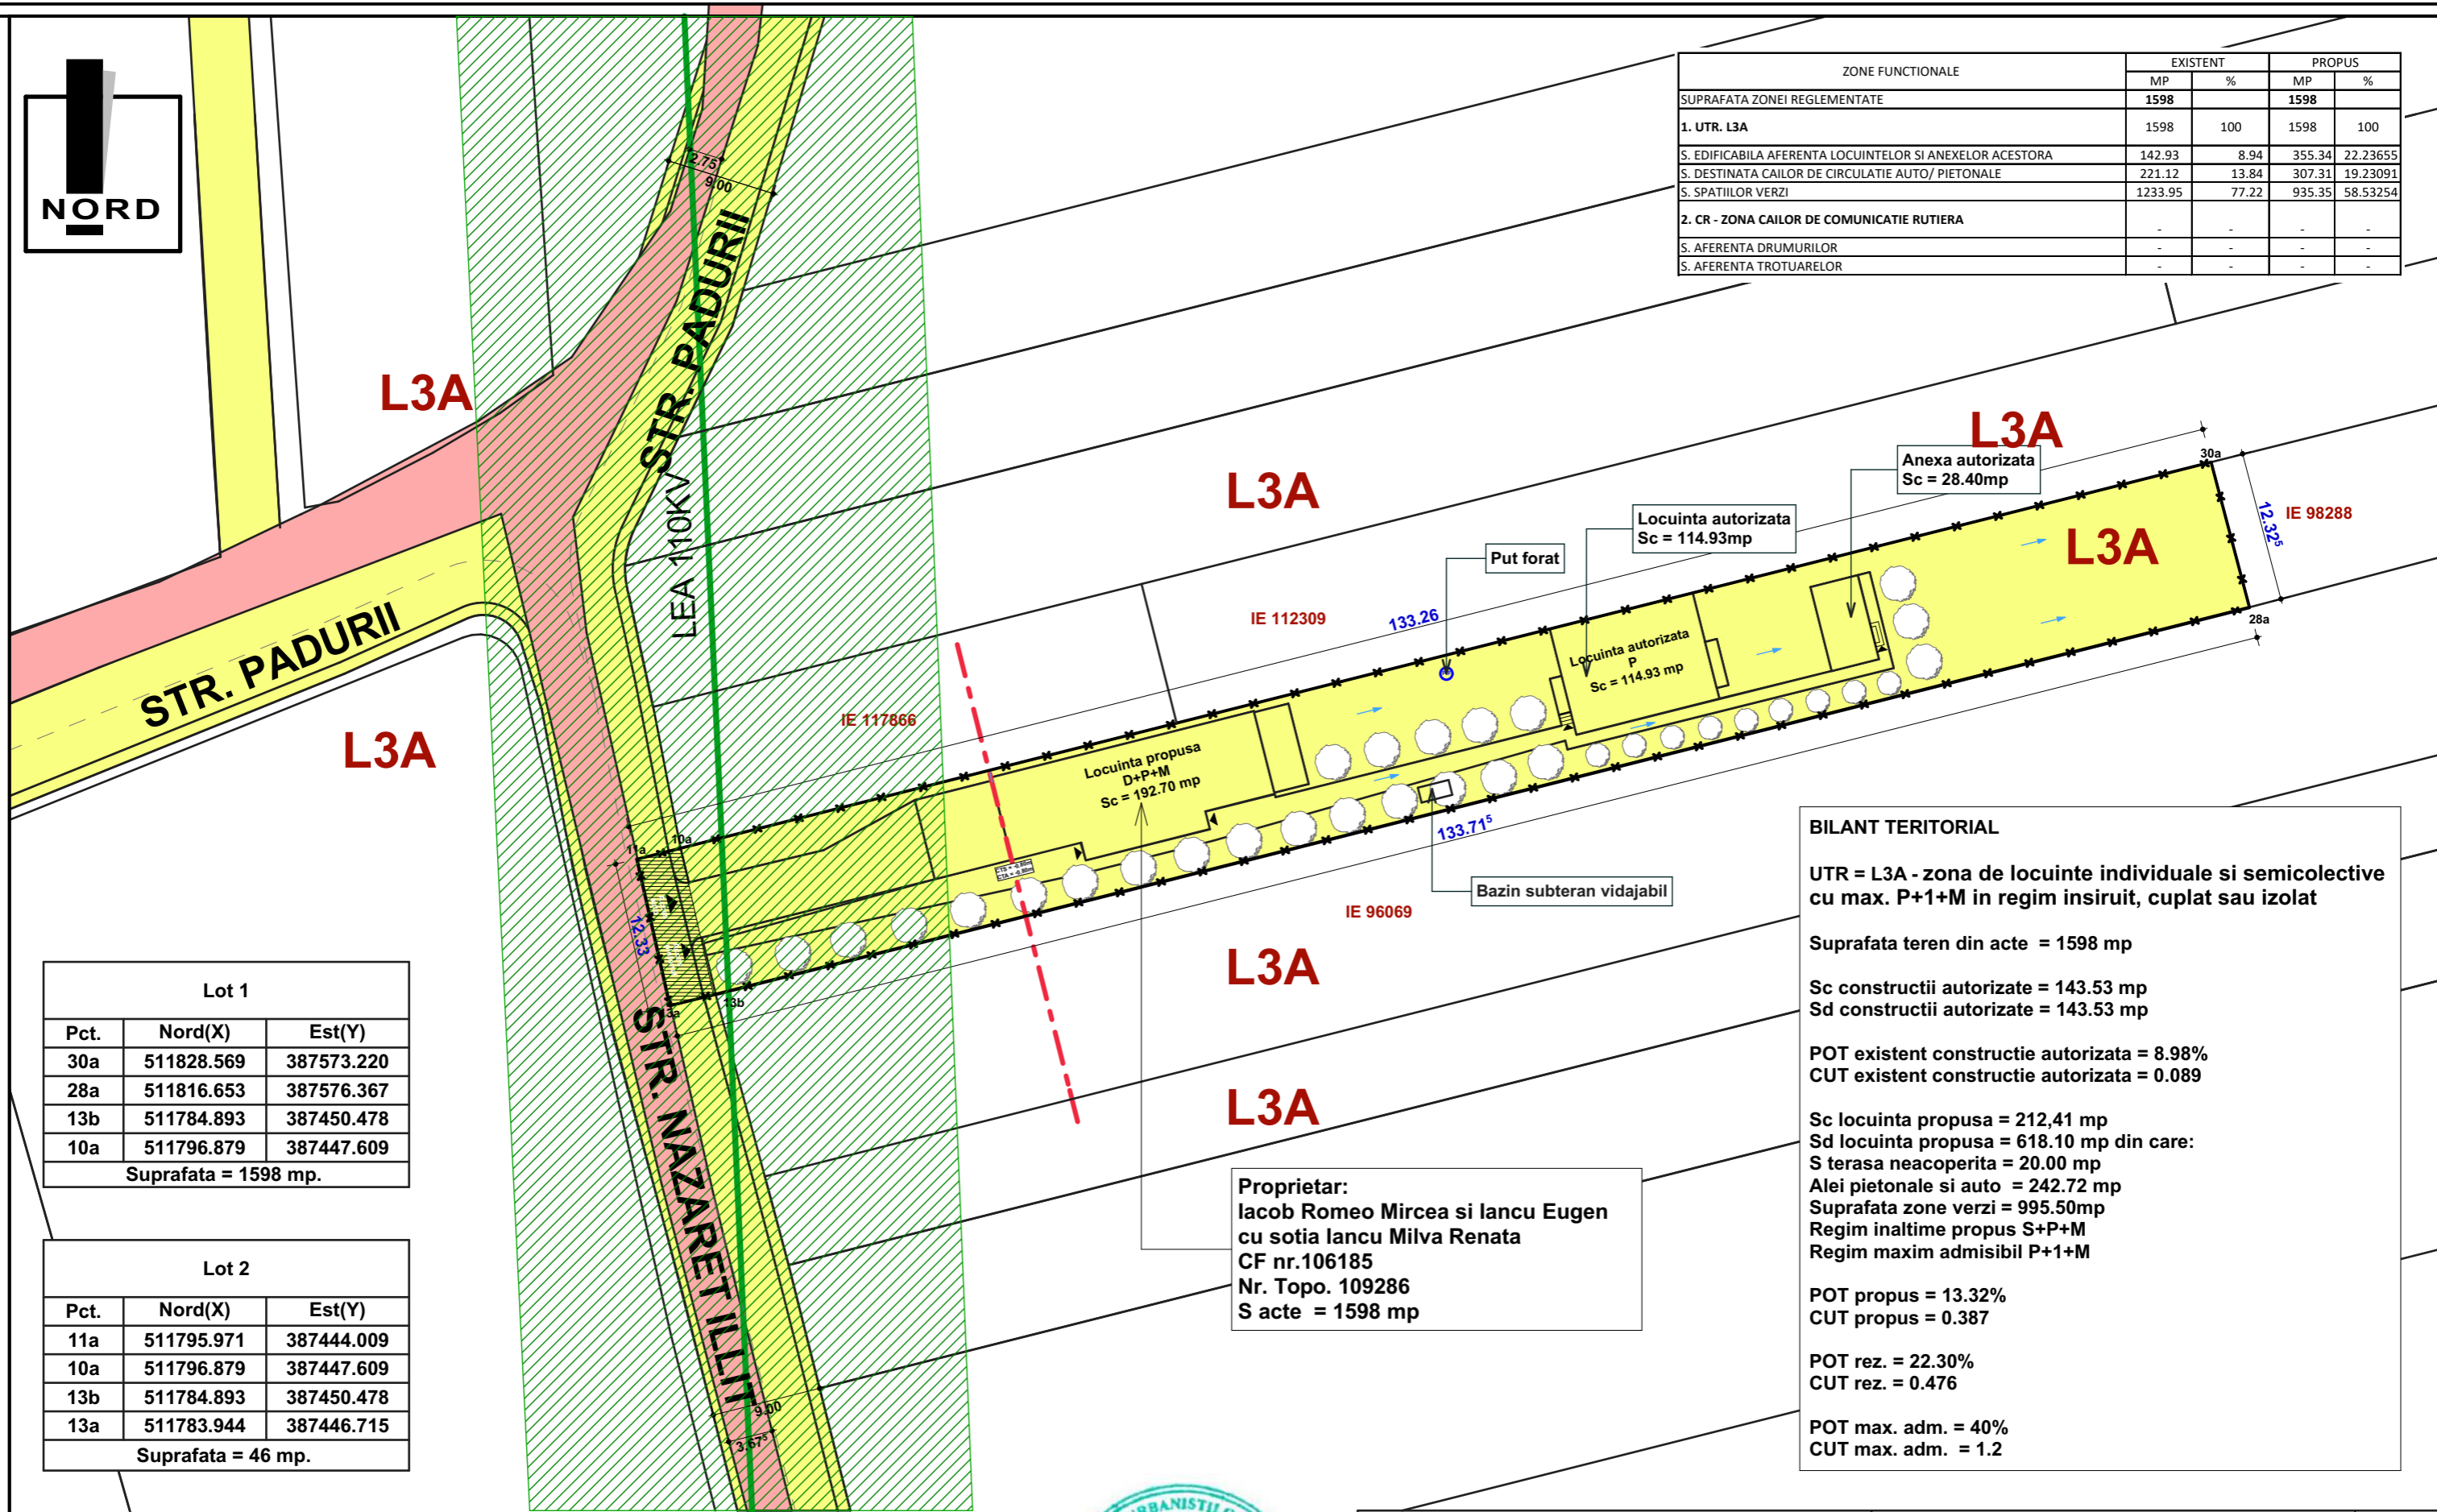 NORD
ZONE FUNCTIONALE EXISTENT PROPUS
MP % MP %
SUPRAFATA ZONEI REGLEMENTATE 1598 1598
1. UTR. L3A 1598 100 1598 100
S. EDIFICABILA AFERENTA LOCUINTELOR SI ANEXELOR ACESTORA 142.93 8.94 355.34 22.23655
S. DESTINATA CAILOR DE CIRCULATIE AUTO/ PIETONALE 221.12 13.84 307.31 19.23091
S. SPATIILOR VERZI 1233.95 77.22 935.35 58.53254
2. CR - ZONA CAILOR DE COMUNICATIE RUTIERA - - - -
S. AFERENTA DRUMURILOR - - - -
S. AFERENTA TROTUARELOR - - - -
2.75
9.00
STR. PADURII
LEA 110KV
L3A
STR. PADURII
L3A
L3A
L3A
Anexa autorizata
Sc = 28.40mp
Locuinta autorizata
Sc = 114.93mp
Put forat
30a
12.32⁵
IE 98288
L3A
28a
IE 112309
133.26
Locuinta autorizata
P
Sc = 114.93 mp
IE 117866
Locuinta propusa
D+P+M
Sc = 192.70 mp
133.71⁵
Bazin subteran vidajabil
IE 96069
11a
10a
12.33
13b
13a
L3A
L3A
STR. NAZARET ILLIT
9.00
3.67⁵
Lot 1
Pct. Nord(X) Est(Y)
30a 511828.569 387573.220
28a 511816.653 387576.367
13b 511784.893 387450.478
10a 511796.879 387447.609
Suprafata = 1598 mp.
Lot 2
Pct. Nord(X) Est(Y)
11a 511795.971 387444.009
10a 511796.879 387447.609
13b 511784.893 387450.478
13a 511783.944 387446.715
Suprafata = 46 mp.
Proprietar:
Iacob Romeo Mircea si Iancu Eugen
cu sotia Iancu Milva Renata
CF nr.106185
Nr. Topo. 109286
S acte = 1598 mp
BILANT TERITORIAL
UTR = L3A - zona de locuinte individuale si semicolective
cu max. P+1+M in regim insiruit, cuplat sau izolat
Suprafata teren din acte = 1598 mp
Sc constructii autorizate = 143.53 mp
Sd constructii autorizate = 143.53 mp
POT existent constructie autorizata = 8.98%
CUT existent constructie autorizata = 0.089
Sc locuinta propusa = 212,41 mp
Sd locuinta propusa = 618.10 mp din care:
S terasa neacoperita = 20.00 mp
Alei pietonale si auto = 242.72 mp
Suprafata zone verzi = 995.50mp
Regim inaltime propus S+P+M
Regim maxim admisibil P+1+M
POT propus = 13.32%
CUT propus = 0.387
POT rez. = 22.30%
CUT rez. = 0.476
POT max. adm. = 40%
CUT max. adm. = 1.2